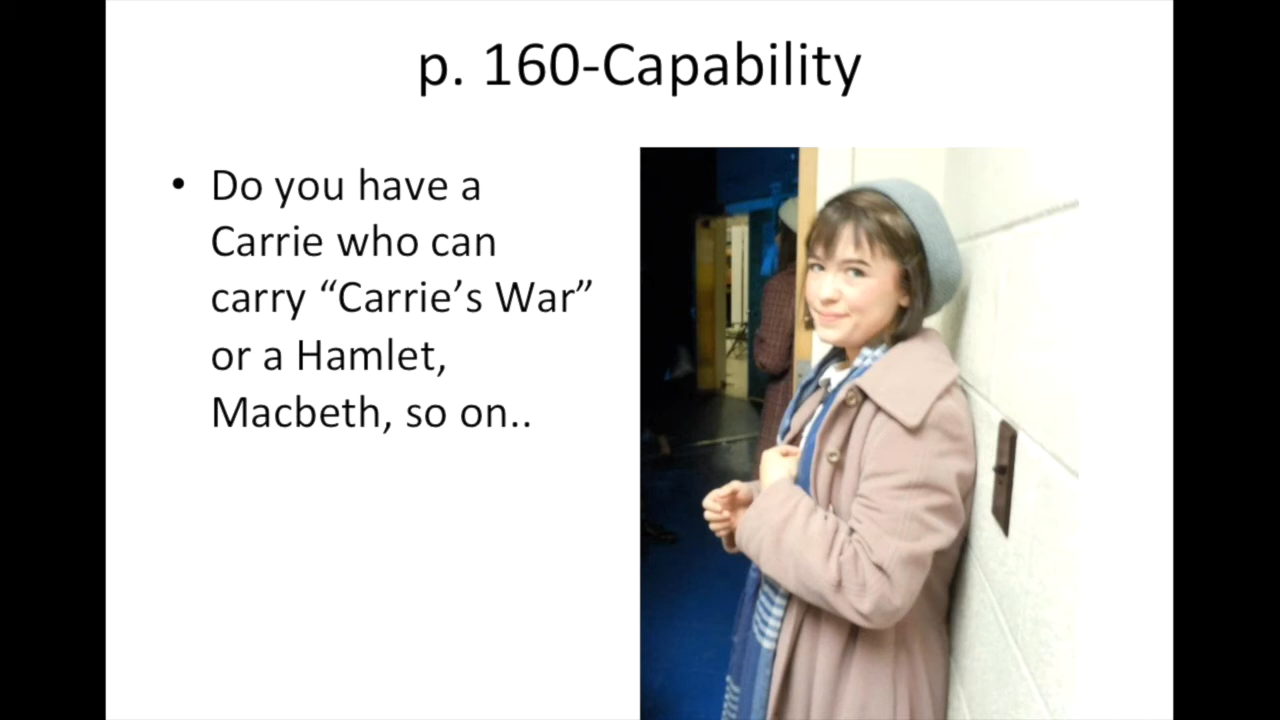 p. 160-Capability
• Do you have a
Carrie who can
carry “Carrie’s War”
or a Hamlet,
Macbeth, so on..